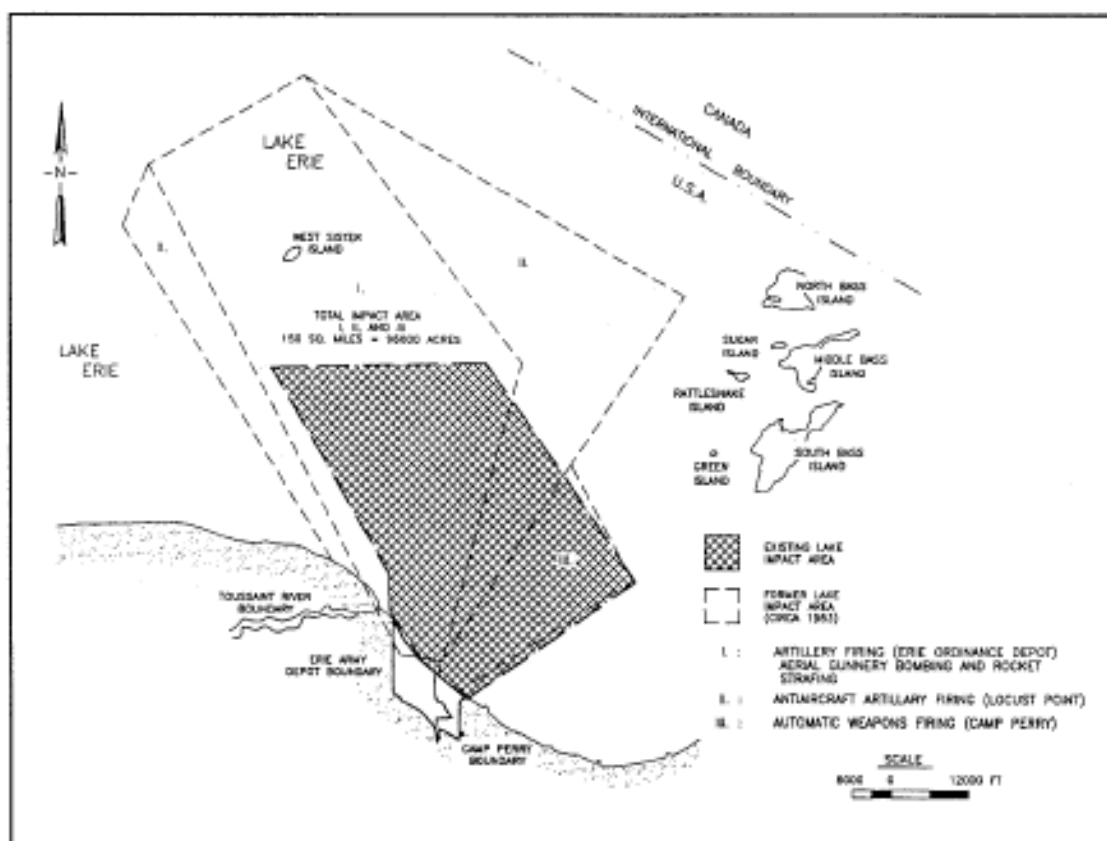 CANADA
INTERNATIONAL BOUNDARY
U.S.A.
-N-
LAKE
ERIE
WEST SISTER
ISLAND
II.
II.
I.
TOTAL IMPACT AREA
I, II, AND III
150 SQ. MILES = 96000 ACRES
LAKE
ERIE
NORTH BASS
ISLAND
SUGAR
ISLAND
MIDDLE BASS
ISLAND
RATTLESNAKE
ISLAND
GREEN
ISLAND
SOUTH BASS
ISLAND
III.
TOUSSAINT RIVER
BOUNDARY
ERIE ARMY
DEPOT BOUNDARY
CAMP PERRY
BOUNDARY
EXISTING LAKE
IMPACT AREA
FORMER LAKE
IMPACT AREA
I. : ARTILLERY FIRING (ERIE ORDINANCE DEPOT)
AERIAL GUNNERY BOMBING AND ROCKET
STRAFING
II. : ANTIAIRCRAFT ARTILLARY FIRING (LOCUST POINT)
III. : AUTOMATIC WEAPONS FIRING (CAMP PERRY)
SCALE
6000 0 12000 FT